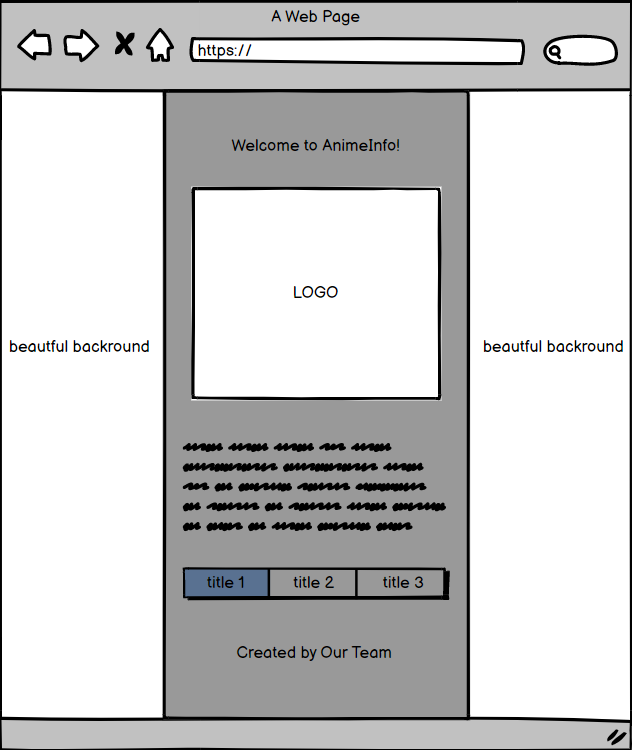 A Web Page
https://
Welcome to AnimeInfo!
LOGO
beautful backround
beautful backround
title 1
title 2
title 3
Created by Our Team